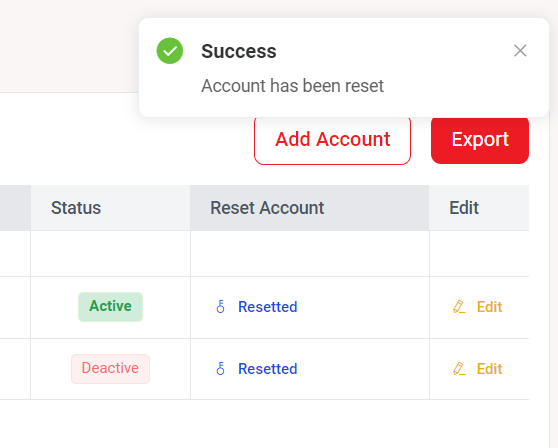 Success
Account has been reset
Add Account Export
Status Reset Account Edit
Active Resetted Edit
Deactive Resetted Edit